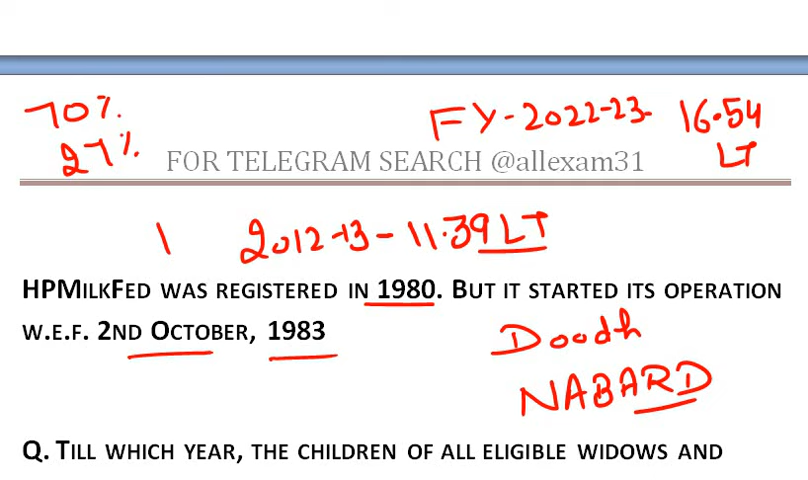 70%. FY-2022-23- 16.54
27%. LT
FOR TELEGRAM SEARCH @allexam31
1 2012-13-11.39 LT
HPMILKFED WAS REGISTERED IN 1980. BUT IT STARTED ITS OPERATION
W.E.F. 2ND OCTOBER, 1983
Doodh
NABARD
Q. TILL WHICH YEAR, THE CHILDREN OF ALL ELIGIBLE WIDOWS AND